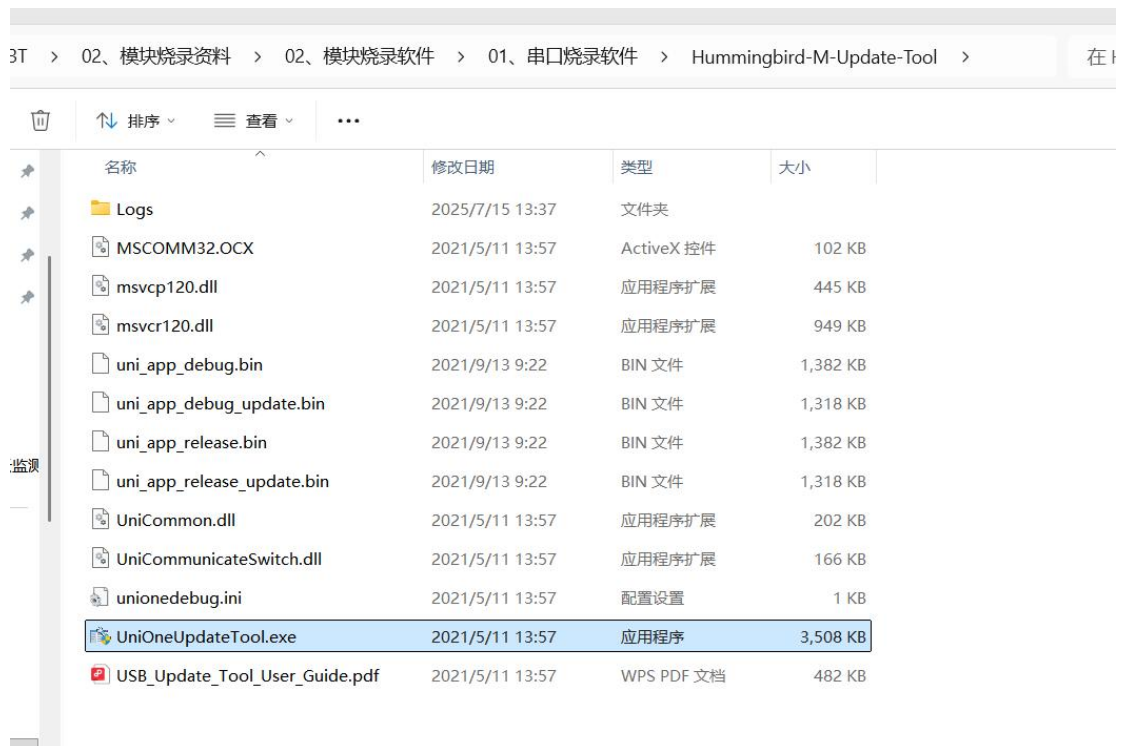 3T > 02、模块烧录资料 > 02、模块烧录软件 > 01、串口烧录软件 > Hummingbird-M-Update-Tool > 在 H
排序 查看 ...
名称 修改日期 类型 大小
Logs 2025/7/15 13:37 文件夹
MSCOMM32.OCX 2021/5/11 13:57 ActiveX 控件 102 KB
msvcp120.dll 2021/5/11 13:57 应用程序扩展 445 KB
msvcr120.dll 2021/5/11 13:57 应用程序扩展 949 KB
uni_app_debug.bin 2021/9/13 9:22 BIN 文件 1,382 KB
uni_app_debug_update.bin 2021/9/13 9:22 BIN 文件 1,318 KB
uni_app_release.bin 2021/9/13 9:22 BIN 文件 1,382 KB
监测
uni_app_release_update.bin 2021/9/13 9:22 BIN 文件 1,318 KB
UniCommon.dll 2021/5/11 13:57 应用程序扩展 202 KB
UniCommunicateSwitch.dll 2021/5/11 13:57 应用程序扩展 166 KB
unionedebug.ini 2021/5/11 13:57 配置设置 1 KB
UniOneUpdateTool.exe 2021/5/11 13:57 应用程序 3,508 KB
USB_Update_Tool_User_Guide.pdf 2021/5/11 13:57 WPS PDF 文档 482 KB